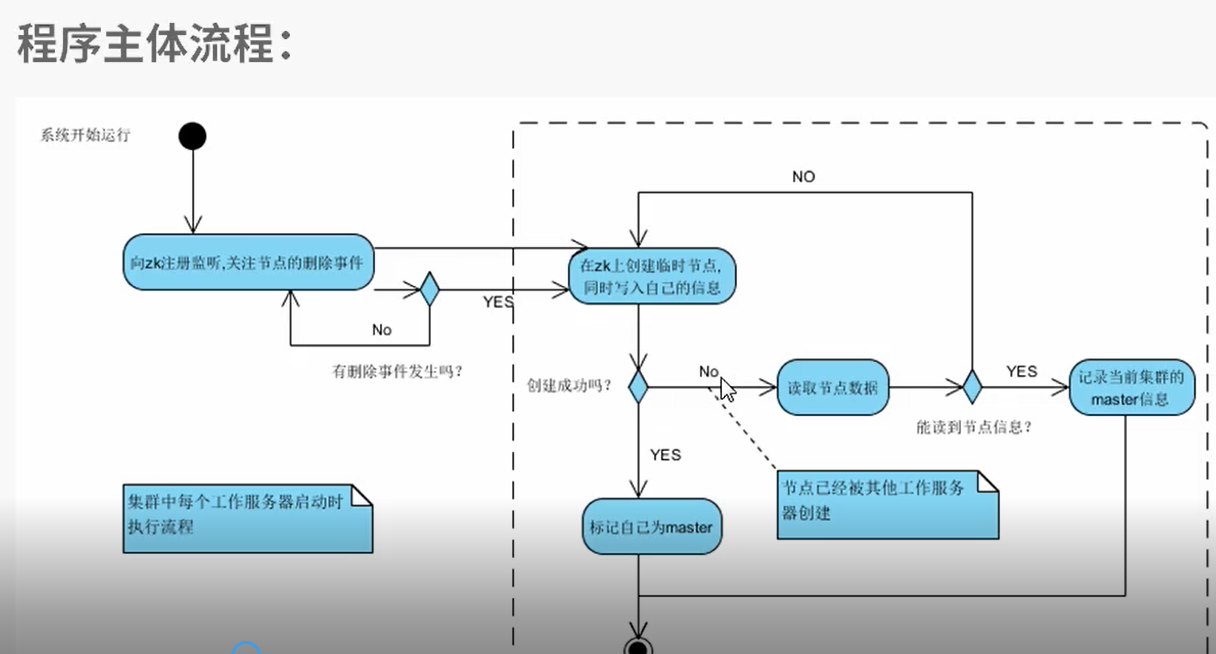 程序主体流程：
系统开始运行
NO
向zk注册监听,关注节点的删除事件
在zk上创建临时节点,
同时写入自己的信息
YES
No
有删除事件发生吗?
创建成功吗?
No
读取节点数据
YES
记录当前集群的
master信息
能读到节点信息?
YES
集群中每个工作服务器启动时
执行流程
节点已经被其他工作服务
器创建
标记自己为master